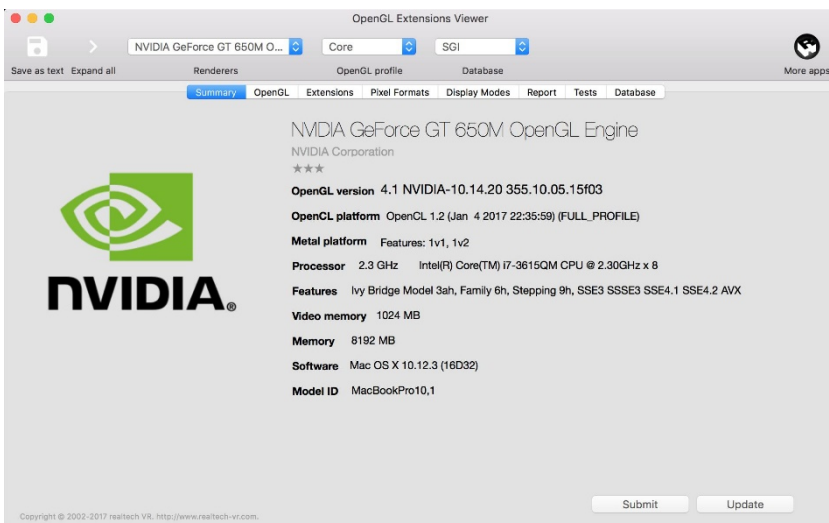 OpenGL Extensions Viewer
NVIDIA GeForce GT 650M O... Core SGI
Save as text Expand all Renderers OpenGL profile Database More apps
Summary OpenGL Extensions Pixel Formats Display Modes Report Tests Database
NVIDIA GeForce GT 650M OpenGL Engine
NVIDIA Corporation
★★★
OpenGL version 4.1 NVIDIA-10.14.20 355.10.05.15f03
OpenCL platform OpenCL 1.2 (Jan 4 2017 22:35:59) (FULL_PROFILE)
Metal platform Features: 1v1, 1v2
Processor 2.3 GHz Intel(R) Core(TM) i7-3615QM CPU @ 2.30GHz x 8
Features Ivy Bridge Model 3ah, Family 6h, Stepping 9h, SSE3 SSSE3 SSE4.1 SSE4.2 AVX
Video memory 1024 MB
Memory 8192 MB
Software Mac OS X 10.12.3 (16D32)
Model ID MacBookPro10,1
NVIDIA®
Submit Update
Copyright © 2002-2017 realtech VR. http://www.realtech-vr.com.